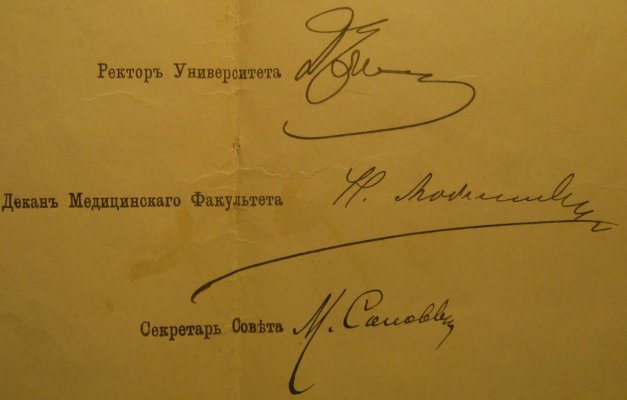 Ректоръ Университета
Деканъ Медицинскаго Факультета Н.
Секретарь Совѣта М.